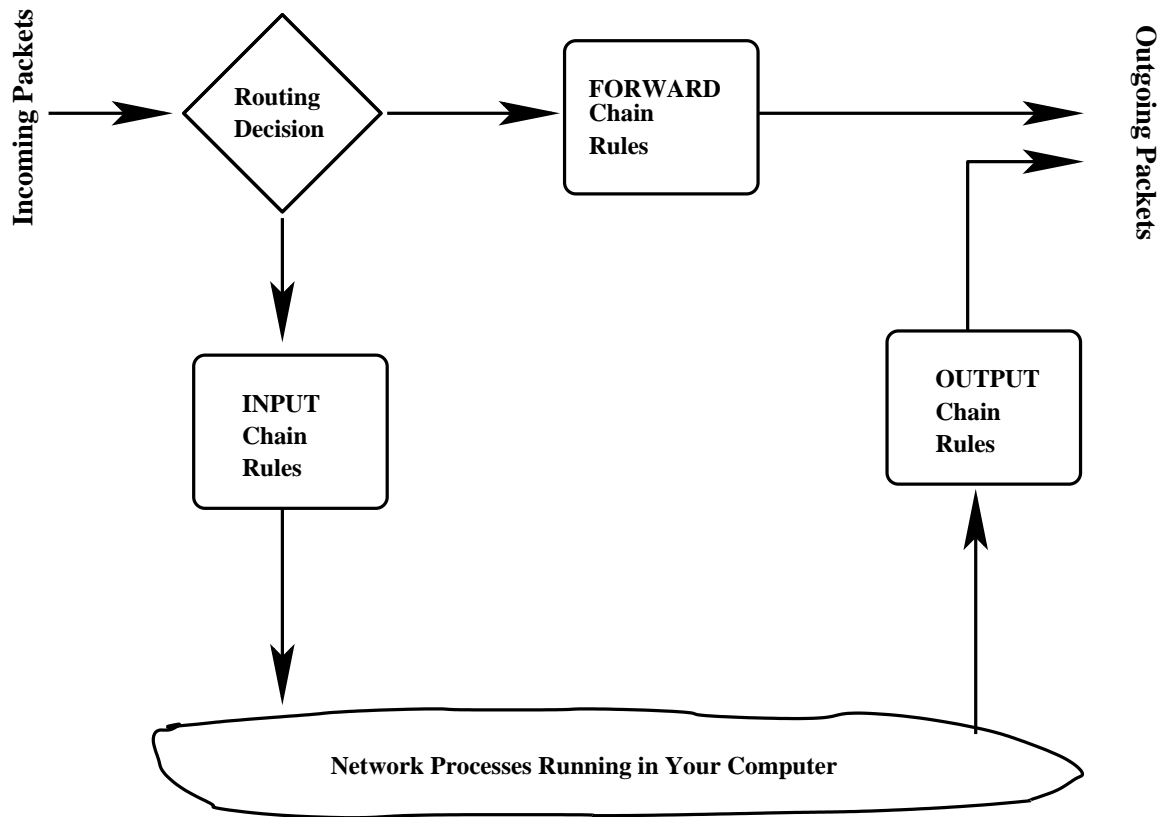 Incoming Packets
Routing
Decision
FORWARD
Chain
Rules
Outgoing Packets
INPUT
Chain
Rules
OUTPUT
Chain
Rules
Network Processes Running in Your Computer